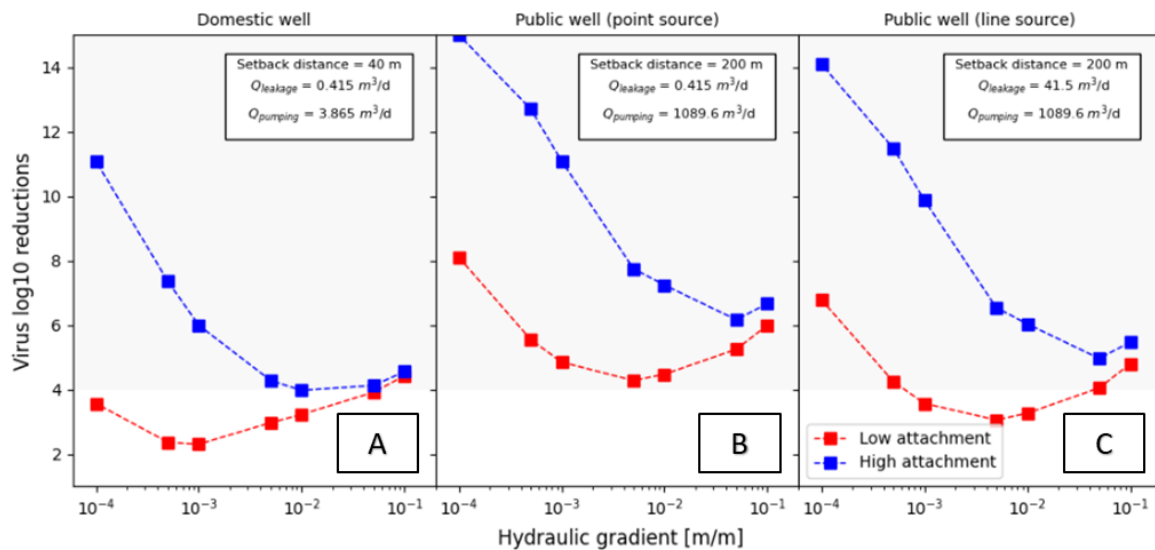 Domestic well
Public well (point source)
Public well (line source)
Setback distance = 40 m
Q_leakage = 0.415 m³/d
Q_pumping = 3.865 m³/d
Setback distance = 200 m
Q_leakage = 0.415 m³/d
Q_pumping = 1089.6 m³/d
Setback distance = 200 m
Q_leakage = 41.5 m³/d
Q_pumping = 1089.6 m³/d
Virus log10 reductions
14
12
10
8
6
4
2
A
B
C
Low attachment
High attachment
10⁻⁴
10⁻³
10⁻²
10⁻¹
10⁻⁴
10⁻³
10⁻²
10⁻¹
10⁻⁴
10⁻³
10⁻²
10⁻¹
Hydraulic gradient [m/m]